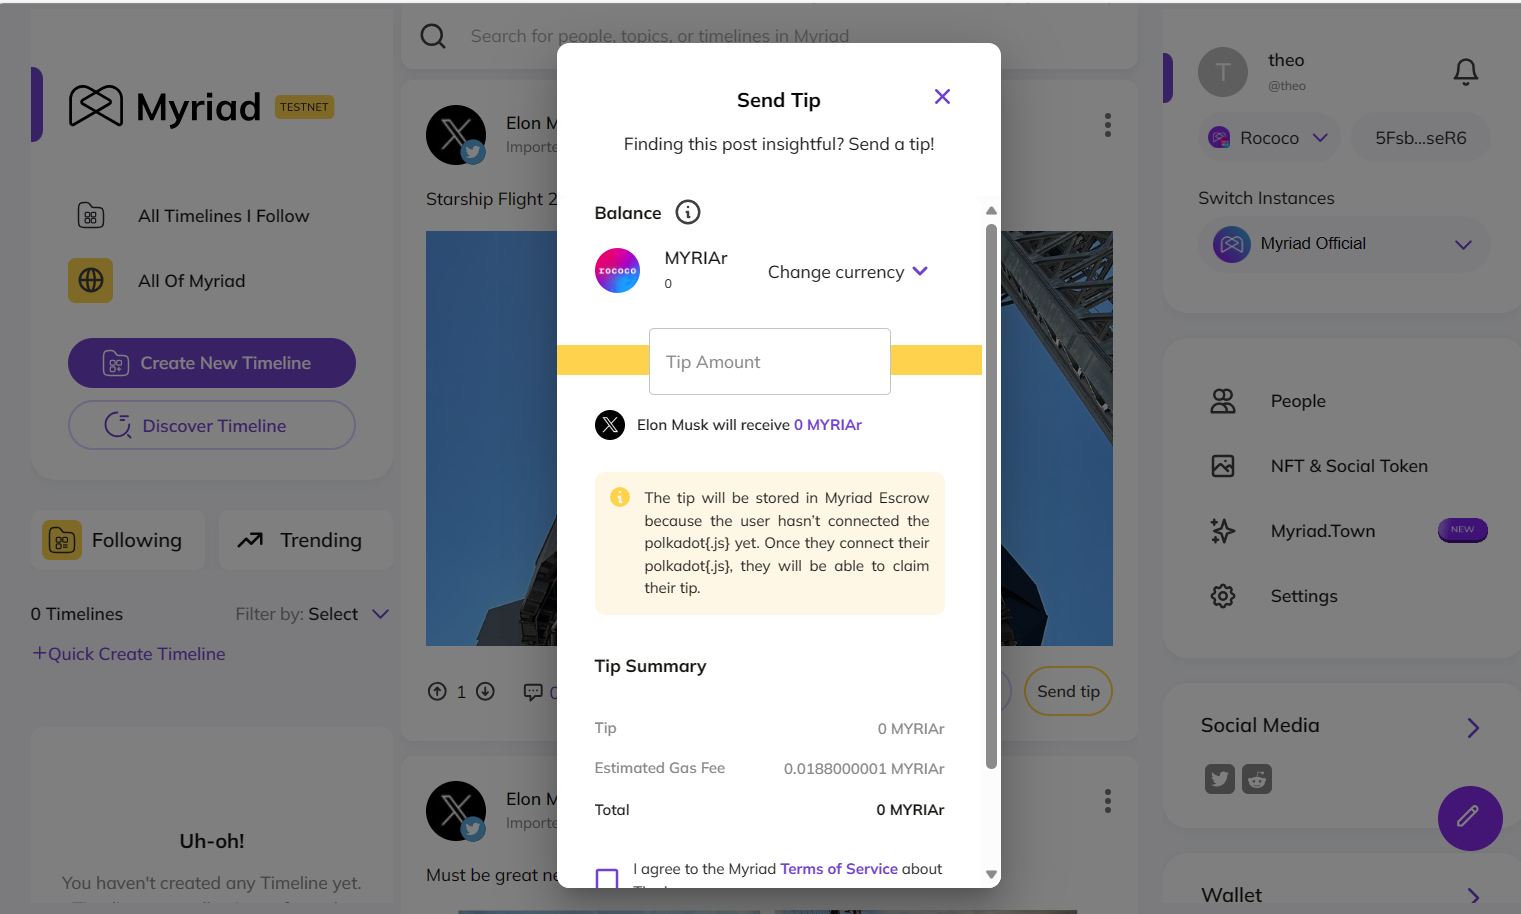 Myriad
TESTNET
All Timelines I Follow
All Of Myriad
Create New Timeline
Discover Timeline
Following
Trending
0 Timelines
Filter by: Select
+Quick Create Timeline
Uh-oh!
You haven't created any Timeline yet.
Search for people, topics, or timelines in Myriad
Elon M
Importe
Starship Flight 2
1
0
Send tip
Elon M
Importe
Must be great ne
Send Tip
Finding this post insightful? Send a tip!
Balance
rococo
MYRIAr
0
Change currency
Tip Amount
Elon Musk will receive 0 MYRIAr
The tip will be stored in Myriad Escrow
because the user hasn't connected the
polkadot{.js} yet. Once they connect their
polkadot{.js}, they will be able to claim
their tip.
Tip Summary
Tip
0 MYRIAr
Estimated Gas Fee
0.0188000001 MYRIAr
Total
0 MYRIAr
I agree to the Myriad Terms of Service about
T
theo
@theo
Rococo
5Fsb...seR6
Switch Instances
Myriad Official
People
NFT & Social Token
Myriad.Town
NEW
Settings
Social Media
Wallet